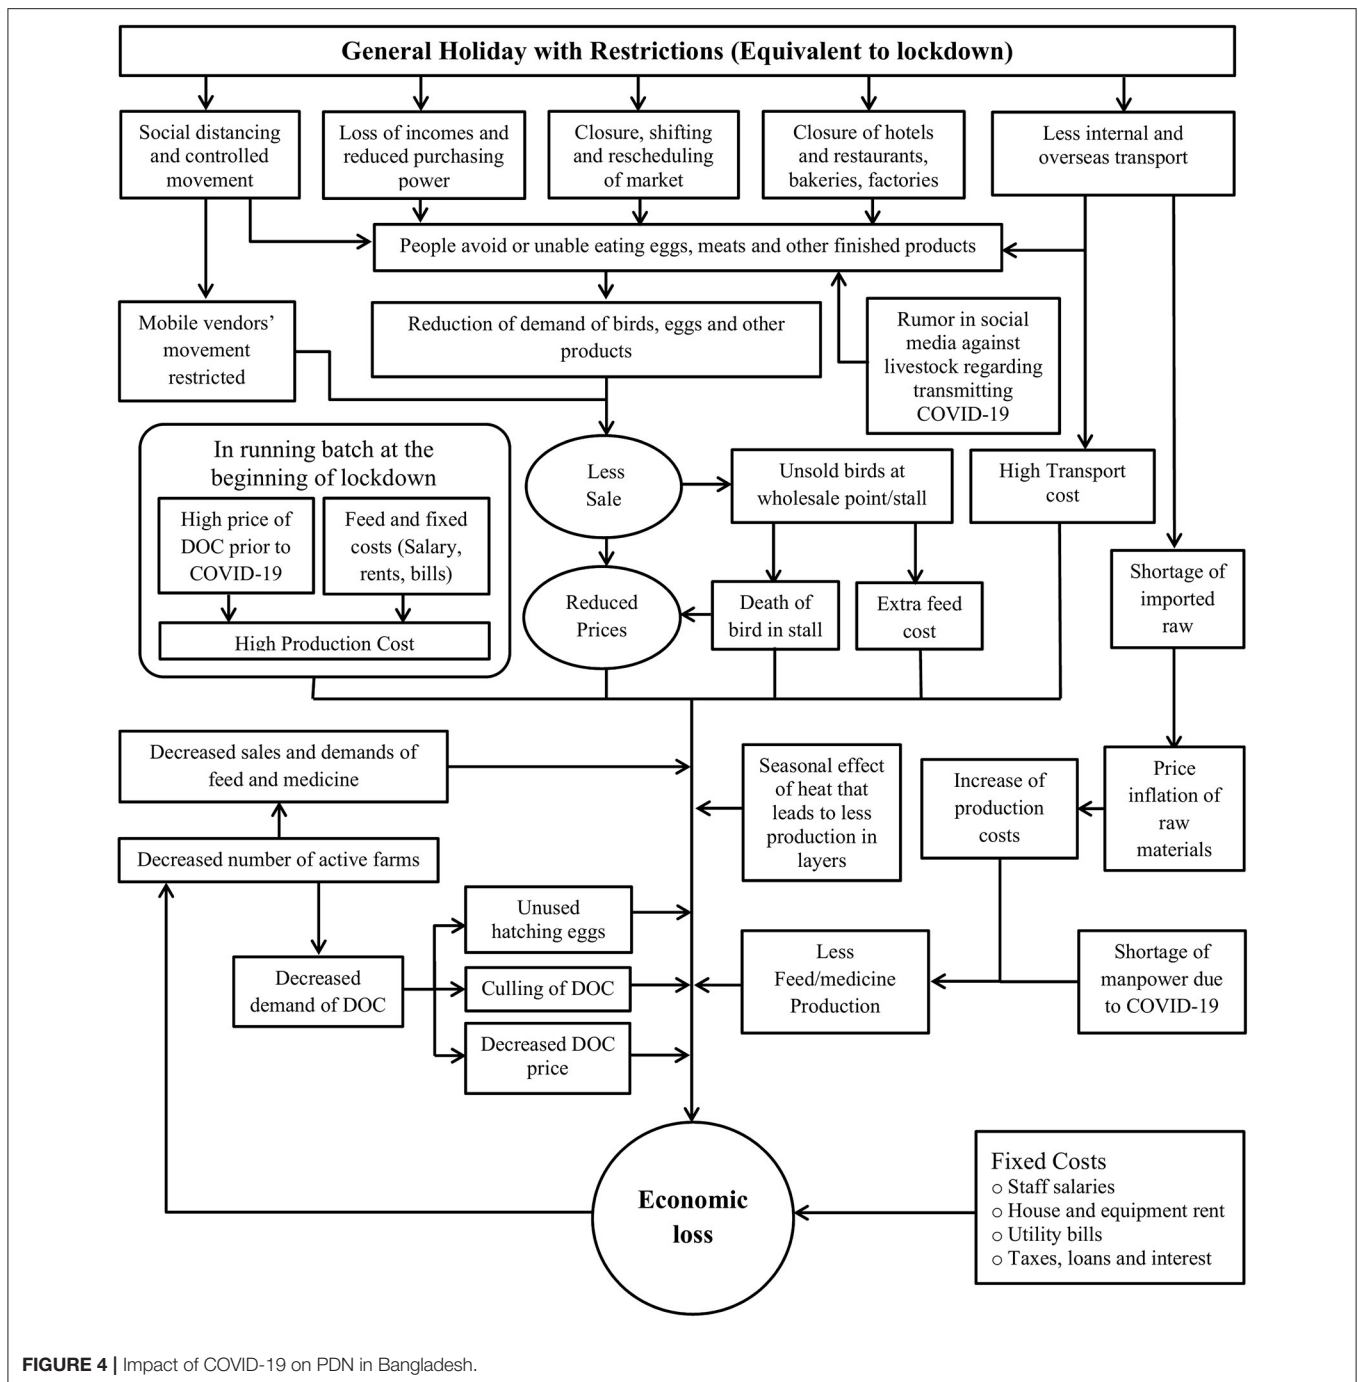 General Holiday with Restrictions (Equivalent to lockdown)
Social distancing
and controlled
movement
Loss of incomes and
reduced purchasing
power
Closure, shifting
and rescheduling
of market
Closure of hotels
and restaurants,
bakeries, factories
Less internal and
overseas transport
People avoid or unable eating eggs, meats and other finished products
Mobile vendors’
movement
restricted
Reduction of demand of birds, eggs and other
products
Rumor in social
media against
livestock regarding
transmitting
COVID-19
In running batch at the
beginning of lockdown
High price of
DOC prior to
COVID-19
Feed and fixed
costs (Salary,
rents, bills)
High Production Cost
Less
Sale
Unsold birds at
wholesale point/stall
High Transport
cost
Reduced
Prices
Death of
bird in stall
Extra feed
cost
Shortage of
imported
raw
Decreased sales and demands of
feed and medicine
Seasonal effect
of heat that
leads to less
production in
layers
Increase of
production
costs
Price
inflation of
raw
materials
Decreased number of active farms
Unused
hatching eggs
Decreased
demand of DOC
Culling of DOC
Decreased DOC
price
Less
Feed/medicine
Production
Shortage of
manpower due
to COVID-19
Economic
loss
Fixed Costs
○ Staff salaries
○ House and equipment rent
○ Utility bills
○ Taxes, loans and interest
FIGURE 4 | Impact of COVID-19 on PDN in Bangladesh.